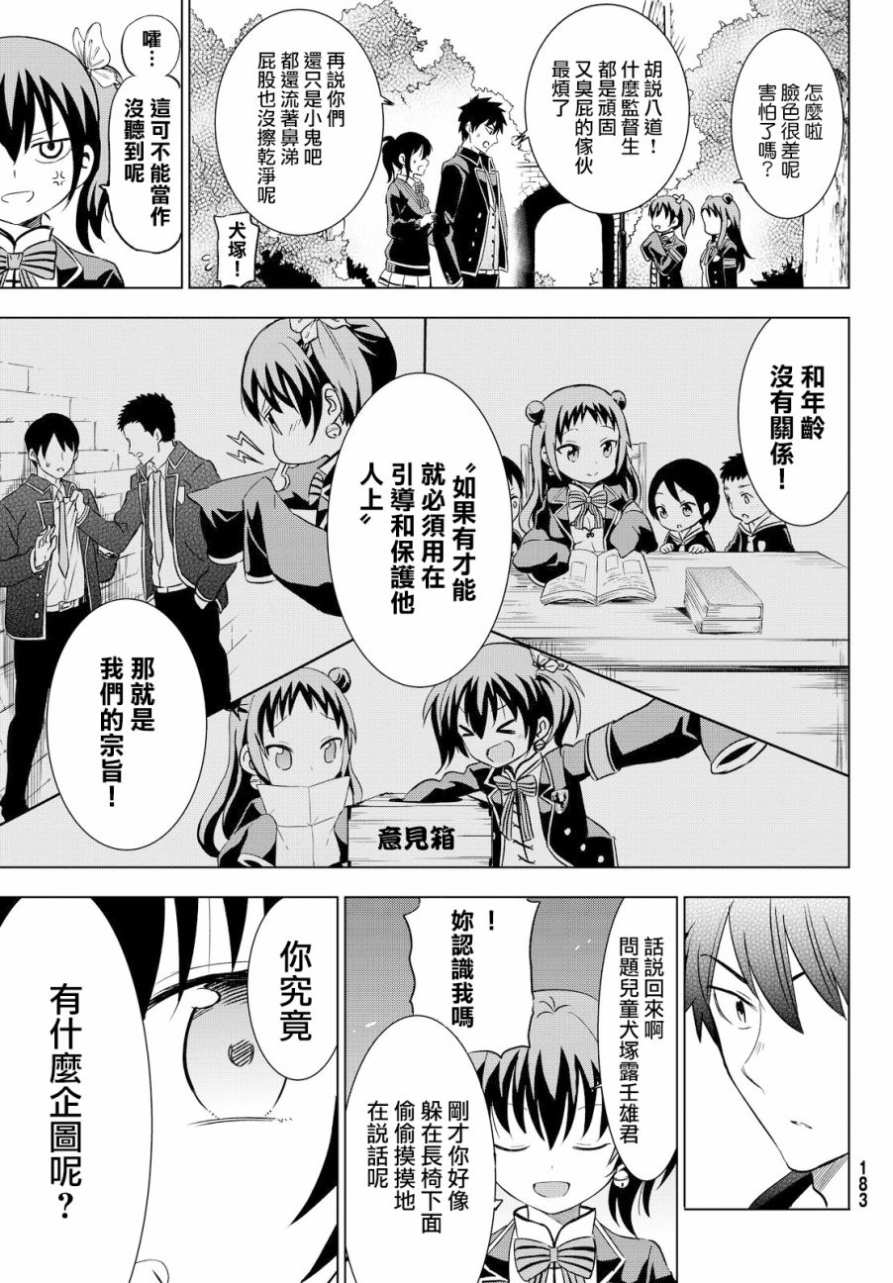 怎麼啦
臉色很差呢
害怕了嗎？
胡說八道！
什麼監督生
都是頑固
又臭屁的傢伙
最煩了
再說你們
還只是小鬼吧
都還流著鼻涕
屁股也沒擦乾淨呢
犬塚！
嚯…
這可不能當作
沒聽到呢
和年齡
沒有關係！
〝如果有才能
就必須用在
引導和保護他
人上〞
那就是
我們的宗旨！
意見箱
話說回來啊
問題兒童犬塚露壬雄君
！
妳認識我嗎
剛才你好像
躲在長椅下面
偷偷摸摸地
在說話呢
你究竟
有什麼企圖呢？
183